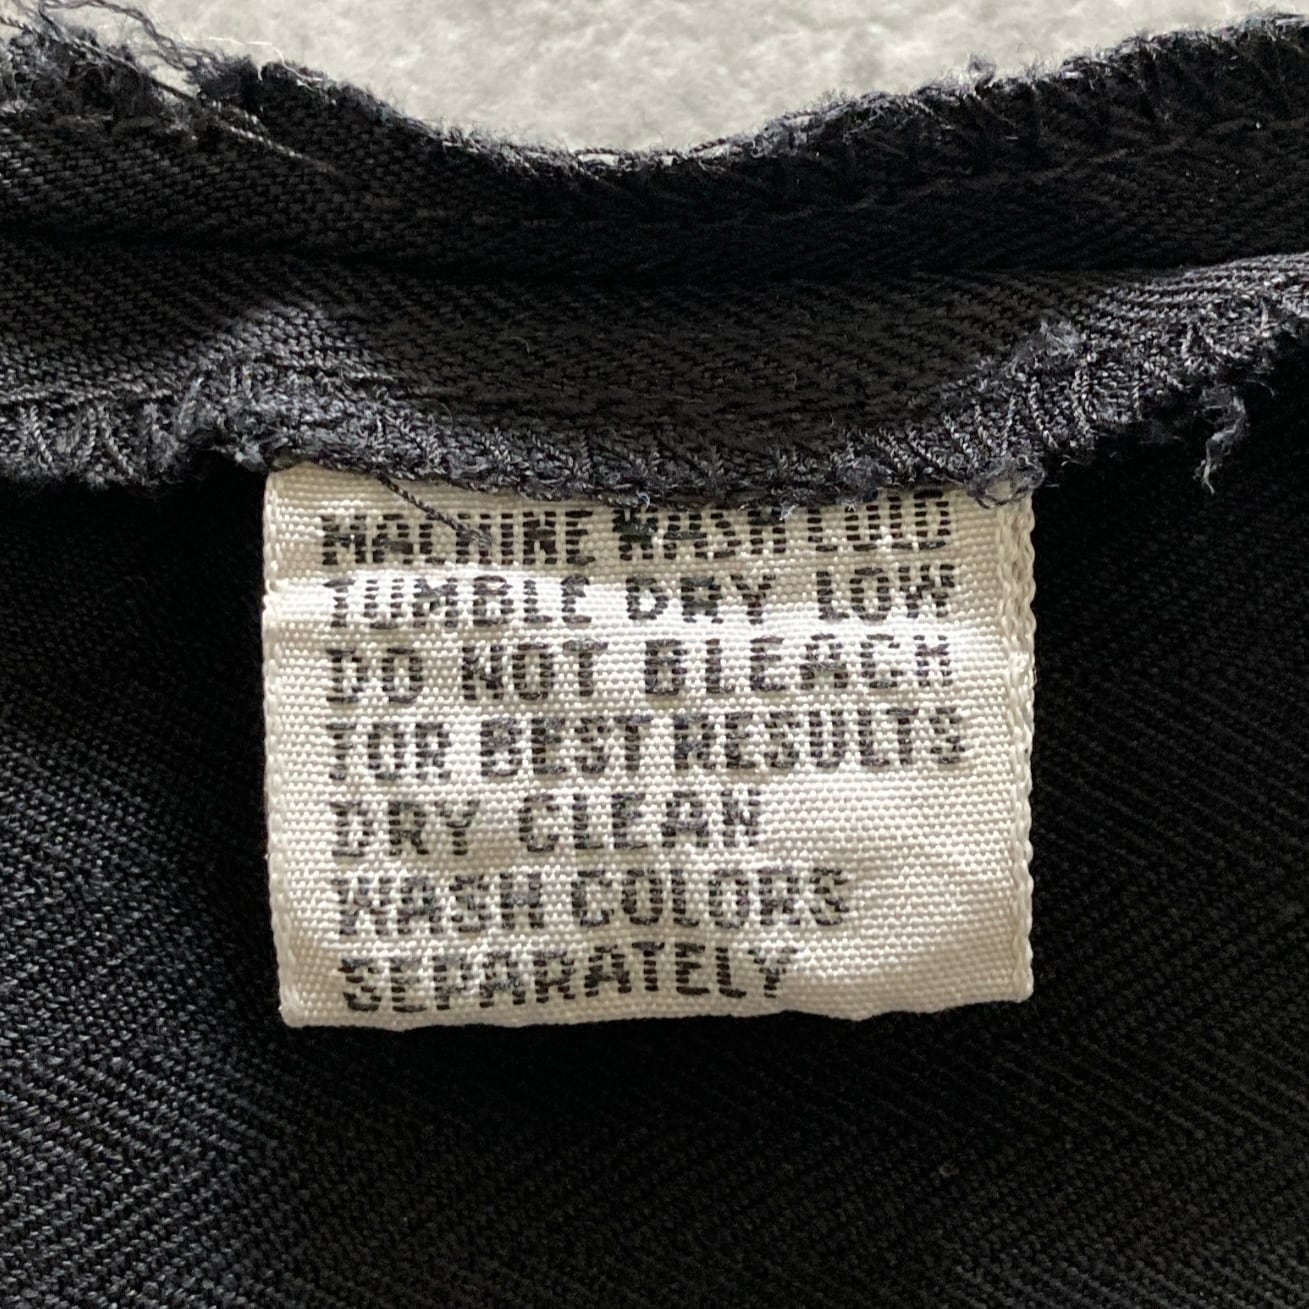 MACHINE WASH COLD
TUMBLE DRY LOW
DO NOT BLEACH
FOR BEST RESULTS
DRY CLEAN
WASH COLORS
SEPARATELY